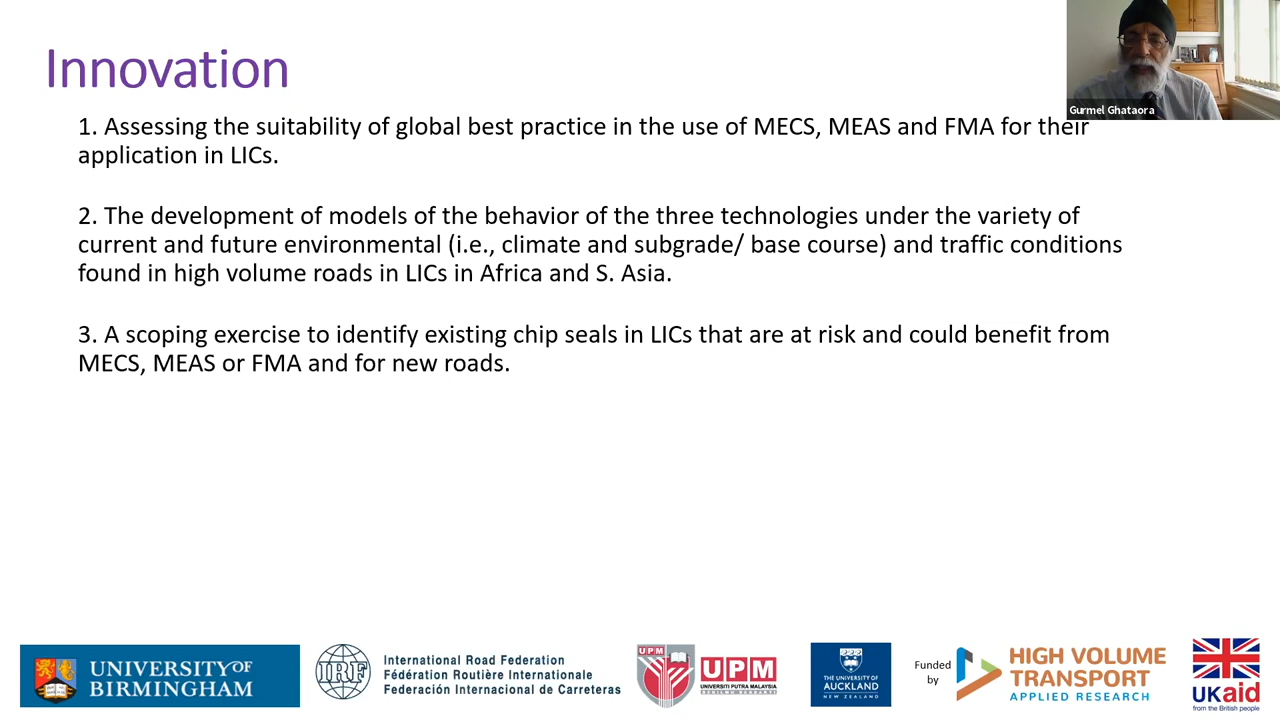 Innovation
Gurmel Ghataora
1. Assessing the suitability of global best practice in the use of MECS, MEAS and FMA for their
application in LICs.
2. The development of models of the behavior of the three technologies under the variety of
current and future environmental (i.e., climate and subgrade/ base course) and traffic conditions
found in high volume roads in LICs in Africa and S. Asia.
3. A scoping exercise to identify existing chip seals in LICs that are at risk and could benefit from
MECS, MEAS or FMA and for new roads.
UNIVERSITY OF
BIRMINGHAM
IRF
International Road Federation
Fédération Routière Internationale
Federación Internacional de Carreteras
UPM
UPM
UNIVERSITI PUTRA MALAYSIA
THE UNIVERSITY OF
AUCKLAND
NEW ZEALAND
Funded
by
HIGH VOLUME
TRANSPORT
APPLIED RESEARCH
UKaid
from the British people